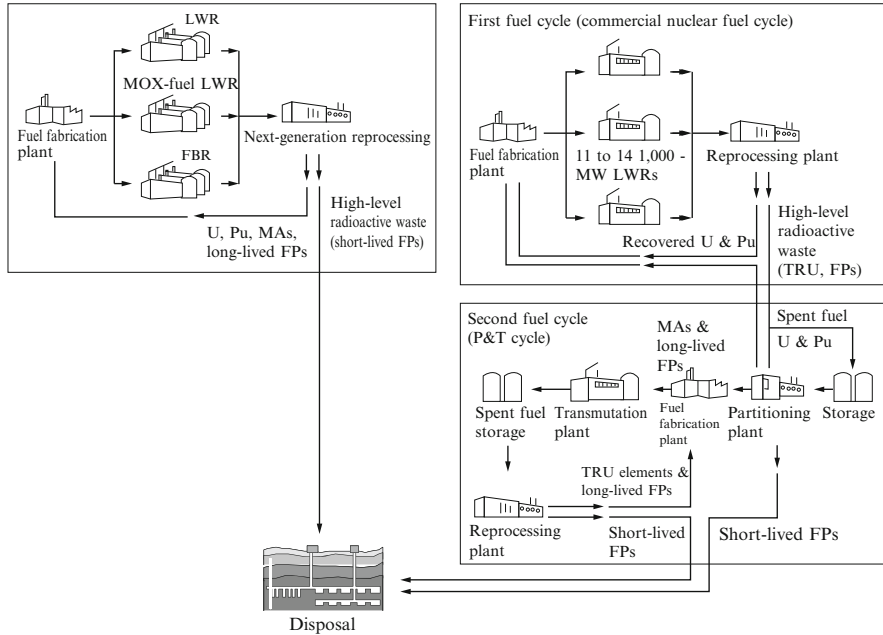 LWR
MOX-fuel LWR
Fuel fabrication
plant
Next-generation reprocessing
FBR
High-level
radioactive waste
(short-lived FPs)
U, Pu, MAs,
long-lived FPs
First fuel cycle (commercial nuclear fuel cycle)
Fuel fabrication
plant
11 to 14 1,000 -
MW LWRs
Reprocessing plant
High-level
radioactive
waste
(TRU, FPs)
Recovered U & Pu
Second fuel cycle
(P&T cycle)
MAs &
long-lived
FPs
Spent fuel
U & Pu
Spent fuel
storage
Transmutation
plant
Fuel
fabrication
plant
Partitioning
plant
Storage
TRU elements &
long-lived FPs
Reprocessing
plant
Short-lived
FPs
Short-lived FPs
Disposal